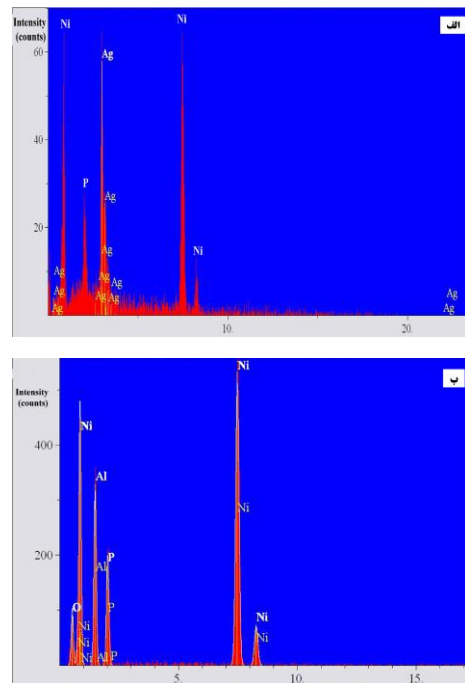 Intensity
(counts)
الف
Ni
Ag
60
40
P
Ag
20
Ni
Ag
Ag
Ag
Ag
Ag
Ag
Ag
Ag
Ag
Ag
10.
20.
ب
Intensity
(counts)
Ni
Ni
Al
400
Ni
P
200
Al
O
P
Ni
Ni
Ni
Ni
Ni
Al
P
5.
10.
15.